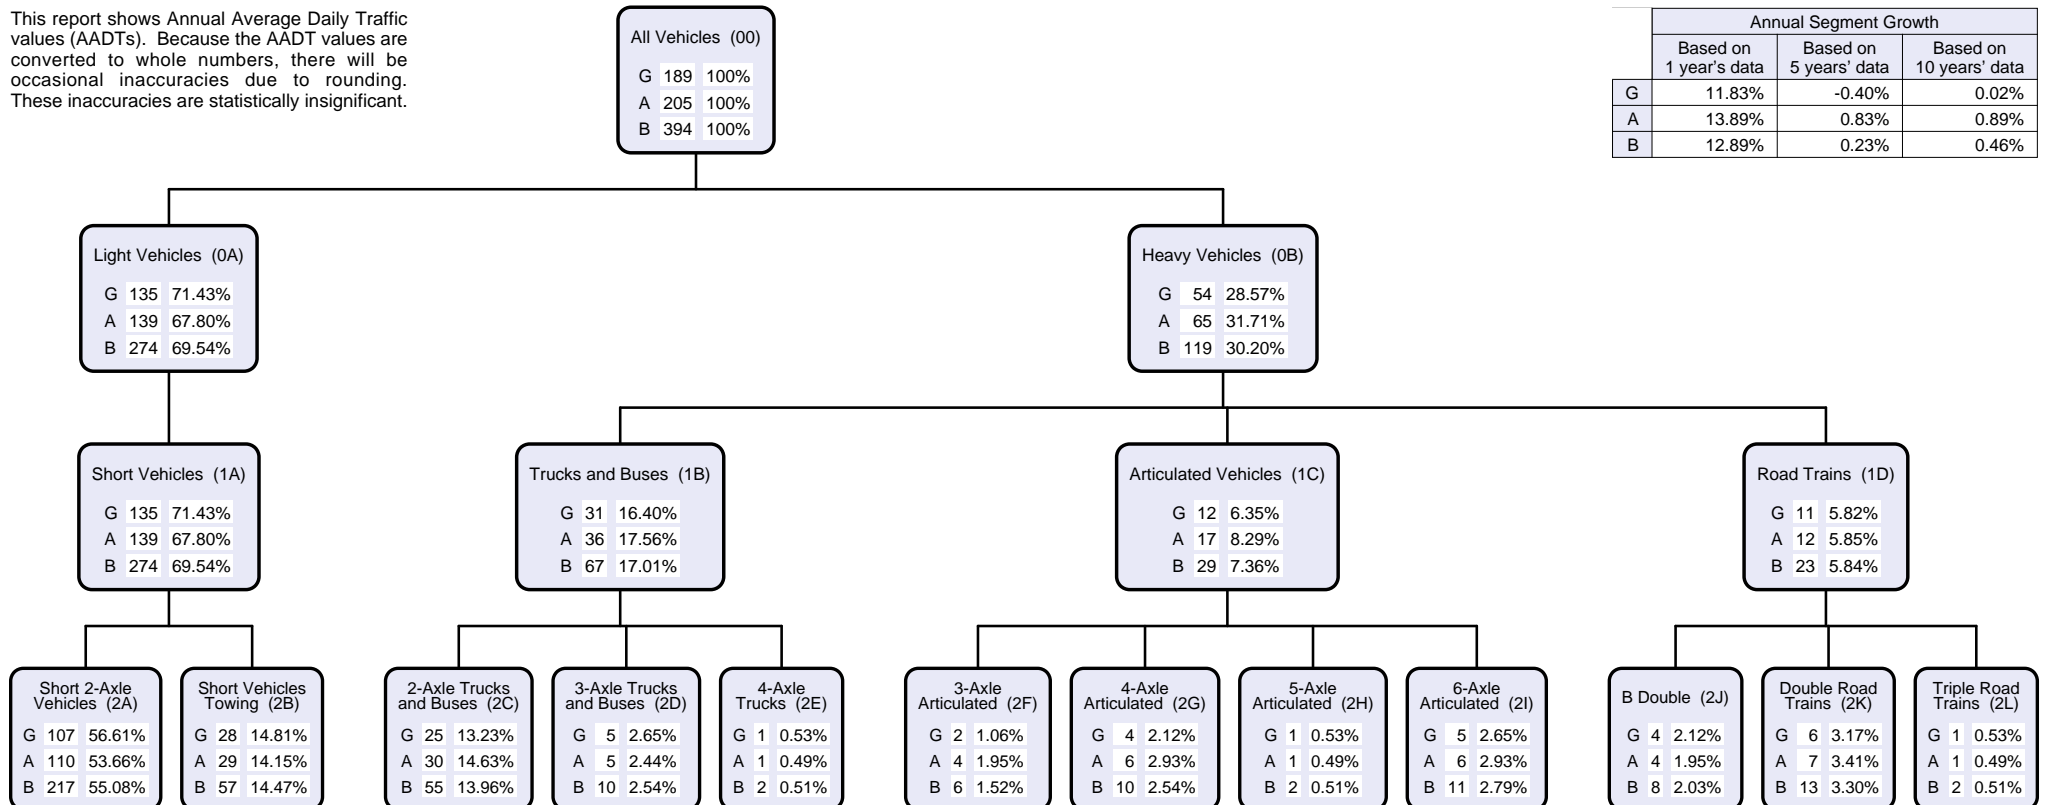 This report shows Annual Average Daily Traffic
values (AADTs). Because the AADT values are
converted to whole numbers, there will be
occasional inaccuracies due to rounding.
These inaccuracies are statistically insignificant.
All Vehicles (00)
G 189 100%
A 205 100%
B 394 100%
Annual Segment Growth
Based on 1 year's data Based on 5 years' data Based on 10 years' data
G 11.83% -0.40% 0.02%
A 13.89% 0.83% 0.89%
B 12.89% 0.23% 0.46%
Light Vehicles (0A)
G 135 71.43%
A 139 67.80%
B 274 69.54%
Heavy Vehicles (0B)
G 54 28.57%
A 65 31.71%
B 119 30.20%
Short Vehicles (1A)
G 135 71.43%
A 139 67.80%
B 274 69.54%
Trucks and Buses (1B)
G 31 16.40%
A 36 17.56%
B 67 17.01%
Articulated Vehicles (1C)
G 12 6.35%
A 17 8.29%
B 29 7.36%
Road Trains (1D)
G 11 5.82%
A 12 5.85%
B 23 5.84%
Short 2-Axle
Vehicles (2A)
G 107 56.61%
A 110 53.66%
B 217 55.08%
Short Vehicles
Towing (2B)
G 28 14.81%
A 29 14.15%
B 57 14.47%
2-Axle Trucks
and Buses (2C)
G 25 13.23%
A 30 14.63%
B 55 13.96%
3-Axle Trucks
and Buses (2D)
G 5 2.65%
A 5 2.44%
B 10 2.54%
4-Axle
Trucks (2E)
G 1 0.53%
A 1 0.49%
B 2 0.51%
3-Axle
Articulated (2F)
G 2 1.06%
A 4 1.95%
B 6 1.52%
4-Axle
Articulated (2G)
G 4 2.12%
A 6 2.93%
B 10 2.54%
5-Axle
Articulated (2H)
G 1 0.53%
A 1 0.49%
B 2 0.51%
6-Axle
Articulated (2I)
G 5 2.65%
A 6 2.93%
B 11 2.79%
B Double (2J)
G 4 2.12%
A 4 1.95%
B 8 2.03%
Double Road
Trains (2K)
G 6 3.17%
A 7 3.41%
B 13 3.30%
Triple Road
Trains (2L)
G 1 0.53%
A 1 0.49%
B 2 0.51%